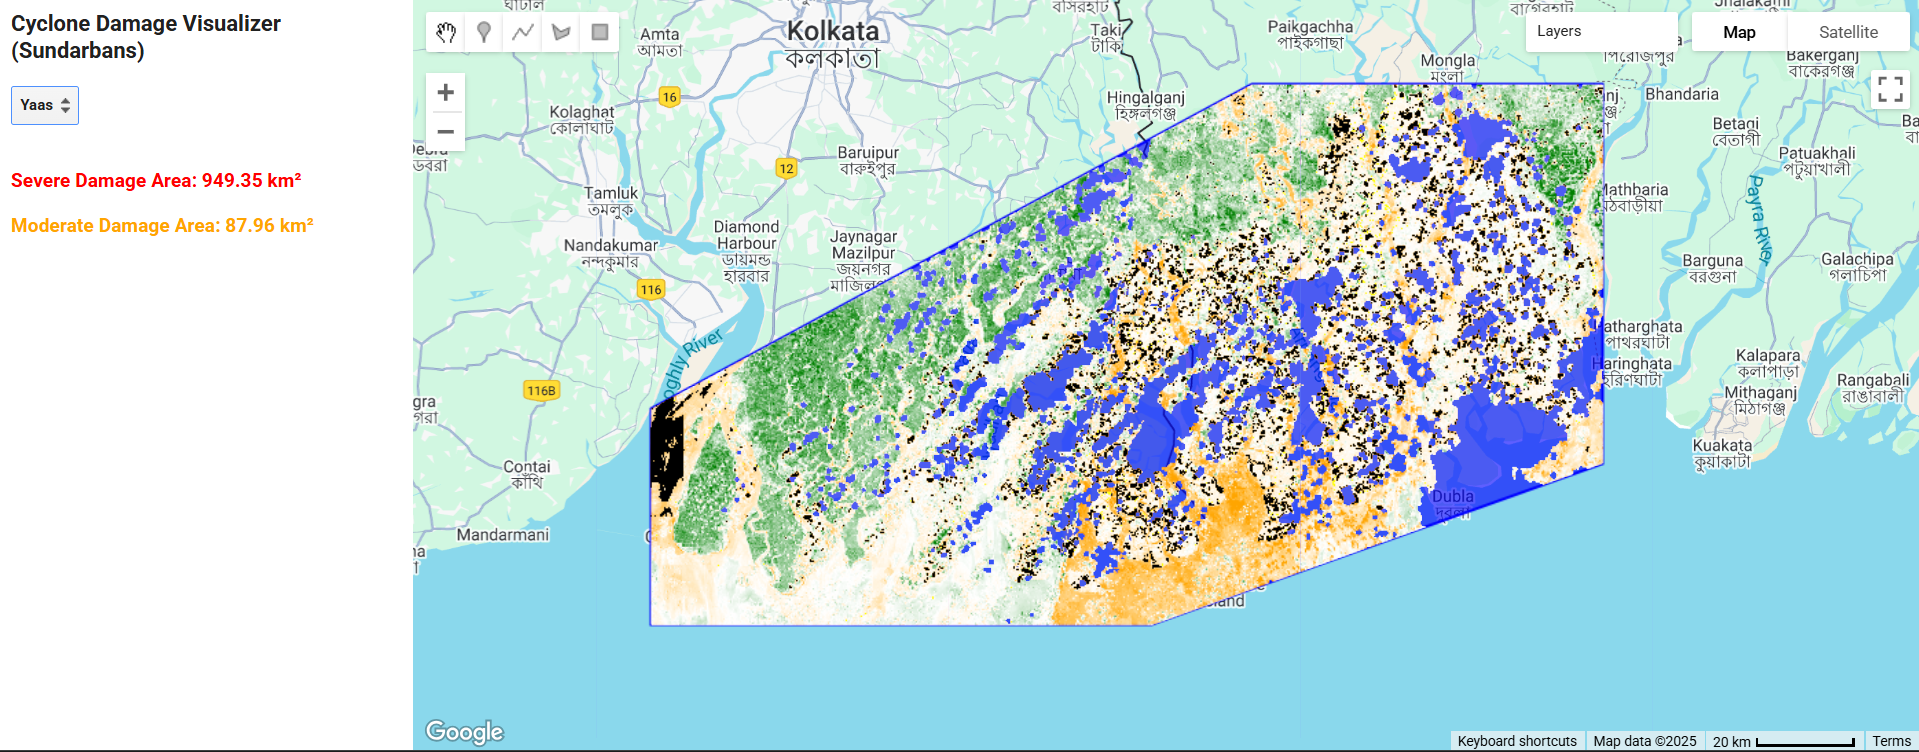 Cyclone Damage Visualizer
(Sundarbans)
Yaas
Severe Damage Area: 949.35 km²
Moderate Damage Area: 87.96 km²
Layers
Map
Satellite
Kolkata
কলকাতা
Amta
আমতা
Taki
টাকি
Paikgachha
পাইকগাছা
Mongla
মংলা
Bakerganj
বাকেরগঞ্জ
16
Hingalganj
হিঙ্গলগঞ্জ
Bhandaria
Kolaghat
কোলাঘাট
Betagi
বেতাগী
12
Baruipur
বারুইপুর
Patuakhali
পটুয়াখালী
Tamluk
তমলুক
Mathbaria
মঠবাড়ীয়া
Payra River
Diamond
Harbour
ডায়মন্ড
হারবার
Jaynagar
Mazilpur
জয়নগর
Nandakumar
নন্দকুমার
Barguna
বরগুনা
Galachipa
গলাচিপা
116
Patharghata
পাথরঘাটা
Haringhata
হরিণঘাটা
Kalapara
কলাপাড়া
Mithaganj
মিঠাগঞ্জ
Rangabali
রাঙাবালী
116B
Kuakata
কুয়াকাটা
Contai
কাঁথি
Dubla
দুবলা
Mandarmani
Google
Keyboard shortcuts
Map data ©2025
20 km
Terms